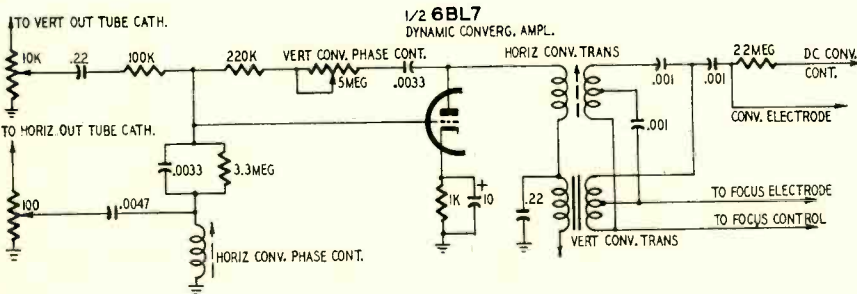 1/2 6BL7
DYNAMIC CONVERG. AMPL.
TO VERT OUT TUBE CATH.
10K
.22
100K
220K
VERT CONV. PHASE CONT.
5MEG
.0033
HORIZ CONV. TRANS
.001
.001
22MEG
DC CONV.
CONT.
CONV. ELECTRODE
.001
TO HORIZ OUT TUBE CATH.
.0033
3.3MEG
100
.0047
1K
+
10
.22
TO FOCUS ELECTRODE
TO FOCUS CONTROL
VERT CONV. TRANS
HORIZ CONV. PHASE CONT.